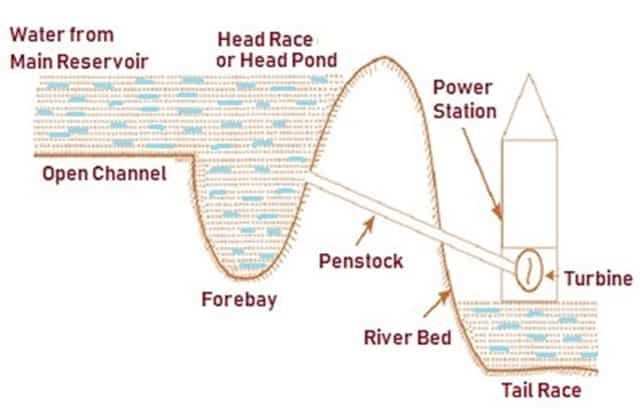 Water from
Main Reservoir
Head Race
or Head Pond
Power
Station
Open Channel
Penstock
Turbine
Forebay
River Bed
Tail Race